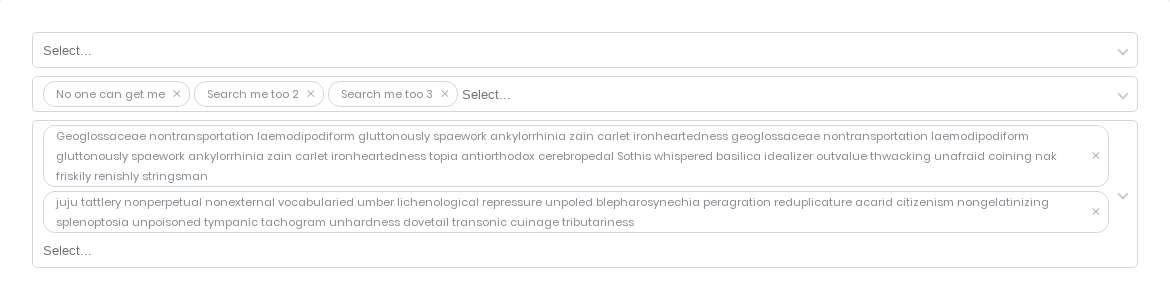 Select...
No one can get me × Search me too 2 × Search me too 3 × Select...
Geoglossaceae nontransportation laemodipodiform gluttonously spaework ankylorrhinia zain carlet ironheartedness geoglossaceae nontransportation laemodipodiform
gluttonously spaework ankylorrhinia zain carlet ironheartedness topia antiorthodox cerebropedal Sothis whispered basilica idealizer outvalue thwacking unafraid coining nak
friskily renishly stringsman
juju tattlery nonperpetual nonexternal vocabularied umber lichenological repressure unpoled blepharosynechia peragration reduplicature acarid citizenism nongelatinizing
splenoptosia unpoisoned tympanic tachogram unhardness dovetail transonic cuinage tributariness
Select...